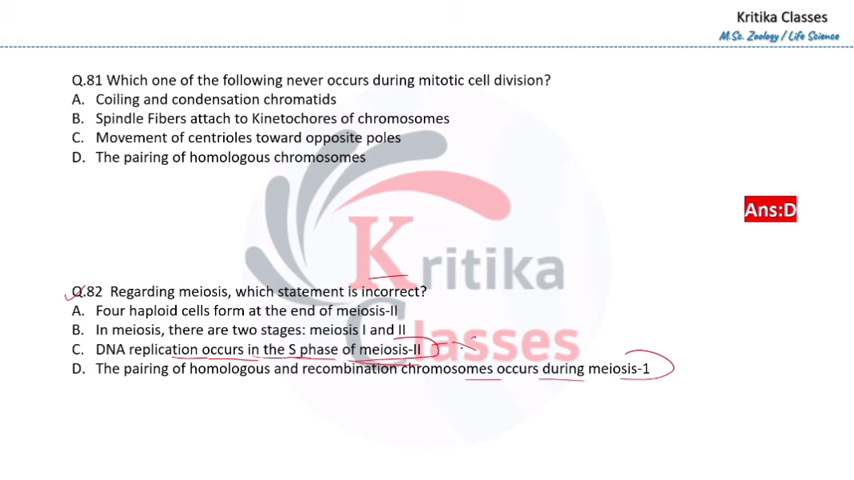 Kritika Classes
M.Sc. Zoology / Life Science
Q.81 Which one of the following never occurs during mitotic cell division?
A. Coiling and condensation chromatids
B. Spindle Fibers attach to Kinetochores of chromosomes
C. Movement of centrioles toward opposite poles
D. The pairing of homologous chromosomes
Ans:D
Kritika
Classes
Q.82 Regarding meiosis, which statement is incorrect?
A. Four haploid cells form at the end of meiosis-II
B. In meiosis, there are two stages: meiosis I and II
C. DNA replication occurs in the S phase of meiosis-II
D. The pairing of homologous and recombination chromosomes occurs during meiosis-1